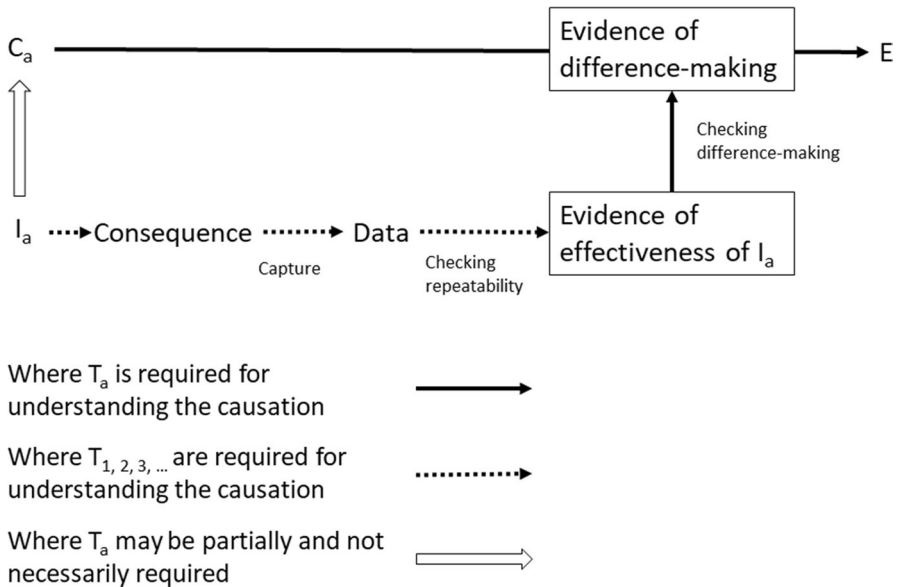 Cₐ
Evidence of
difference-making
E
Checking
difference-making
Iₐ
Consequence
Data
Evidence of
effectiveness of Iₐ
Capture
Checking
repeatability
Where Tₐ is required for
understanding the causation
Where T₁, ₂, ₃, ... are required for
understanding the causation
Where Tₐ may be partially and not
necessarily required